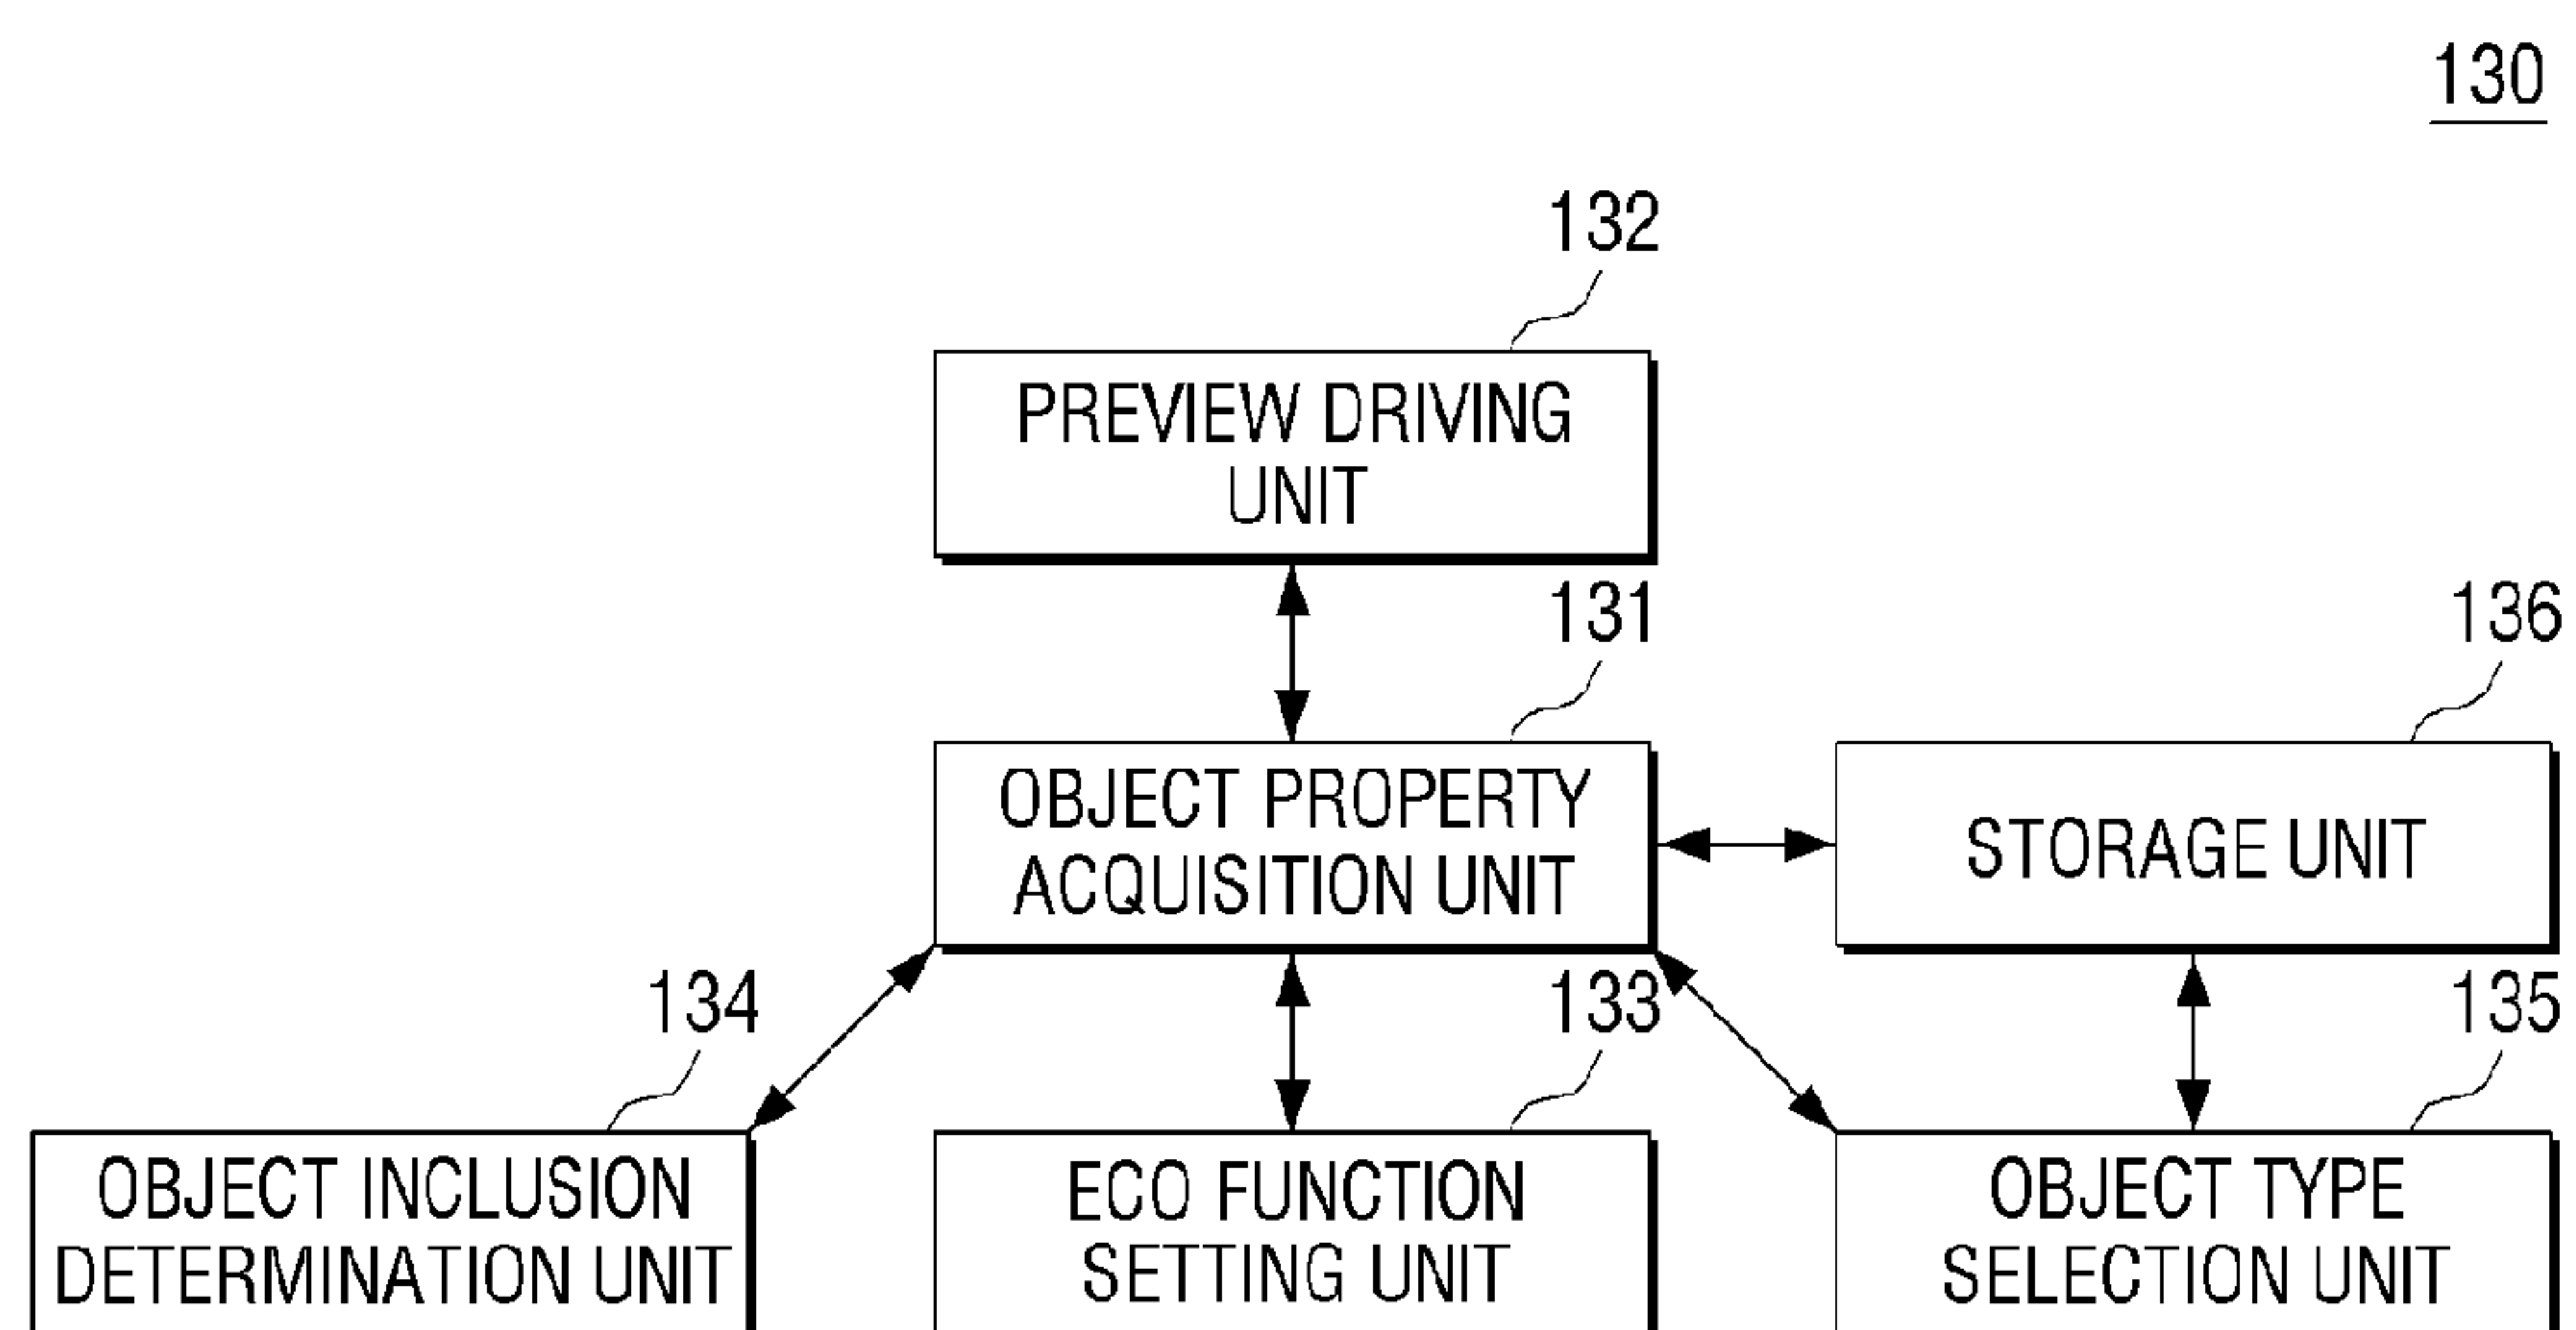 130
132
PREVIEW DRIVING
UNIT
131
136
OBJECT PROPERTY
ACQUISITION UNIT
STORAGE UNIT
134
133
135
OBJECT INCLUSION
DETERMINATION UNIT
ECO FUNCTION
SETTING UNIT
OBJECT TYPE
SELECTION UNIT